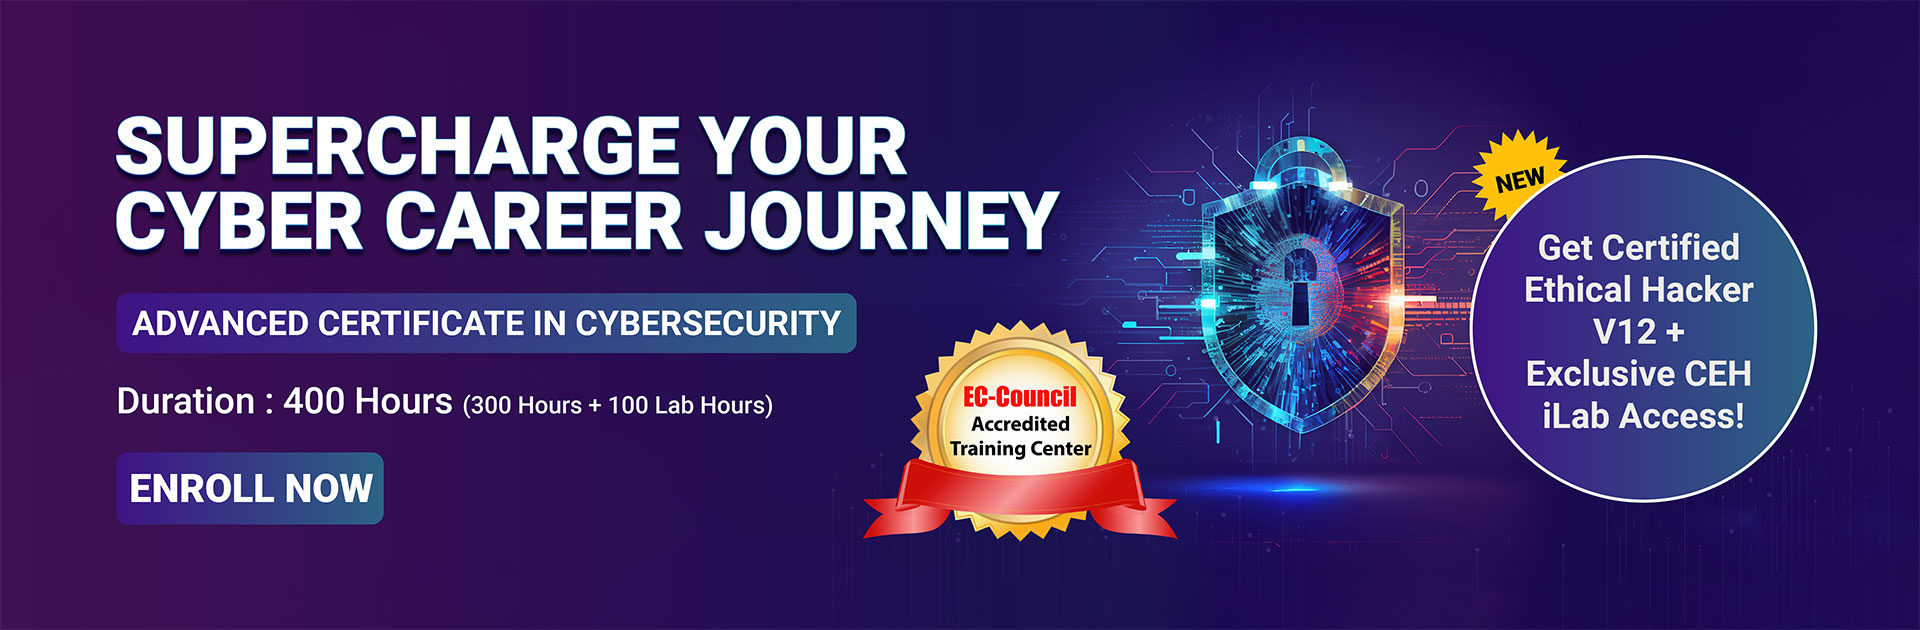 SUPERCHARGE YOUR
CYBER CAREER JOURNEY
ADVANCED CERTIFICATE IN CYBERSECURITY
Duration : 400 Hours (300 Hours + 100 Lab Hours)
ENROLL NOW
EC-Council
Accredited
Training Center
NEW
Get Certified
Ethical Hacker
V12 +
Exclusive CEH
iLab Access!